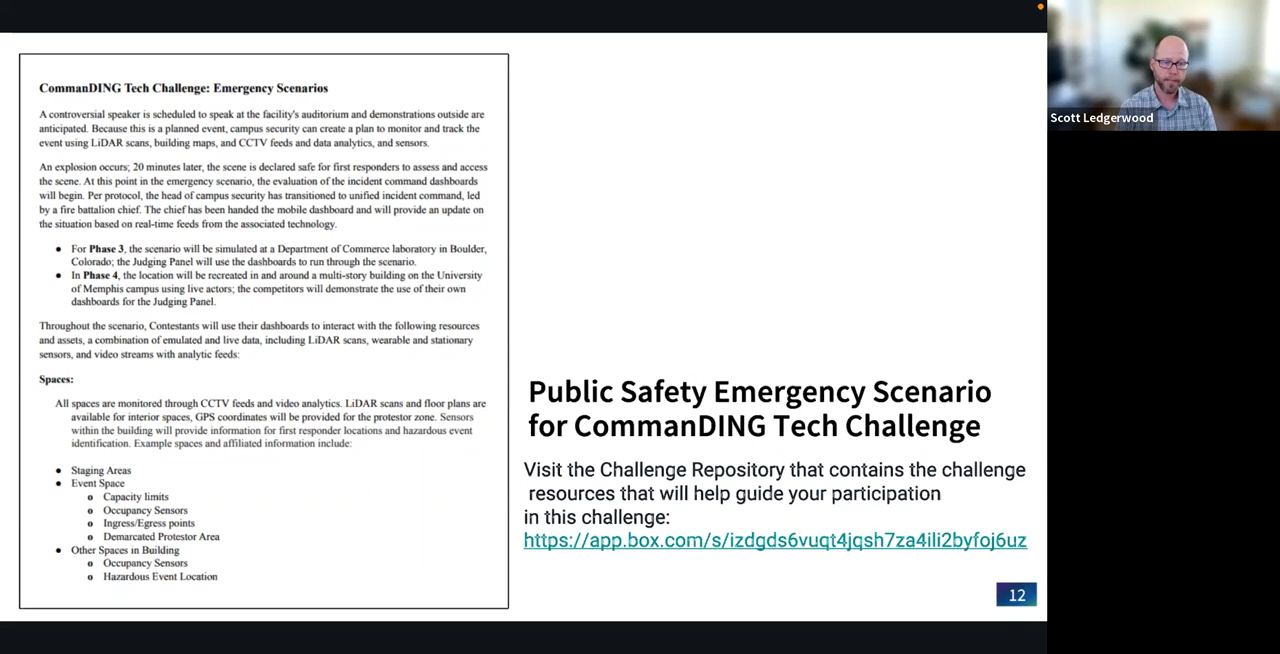 CommanDING Tech Challenge: Emergency Scenarios
A controversial speaker is scheduled to speak at the facility's auditorium and demonstrations outside are
anticipated. Because this is a planned event, campus security can create a plan to monitor and track the
event using LiDAR scans, building maps, and CCTV feeds and data analytics, and sensors.
An explosion occurs; 20 minutes later, the scene is declared safe for first responders to assess and access
the scene. At this point in the emergency scenario, the evaluation of the incident command dashboards
will begin. Per protocol, the head of campus security has transitioned to unified incident command, led
by a fire battalion chief. The chief has been handed the mobile dashboard and will provide an update on
the situation based on real-time feeds from the associated technology.
● For Phase 3, the scenario will be simulated at a Department of Commerce laboratory in Boulder,
Colorado; the Judging Panel will use the dashboards to run through the scenario.
● In Phase 4, the location will be recreated in and around a multi-story building on the University
of Memphis campus using live actors; the competitors will demonstrate the use of their own
dashboards for the Judging Panel.
Throughout the scenario, Contestants will use their dashboards to interact with the following resources
and assets, a combination of emulated and live data, including LiDAR scans, wearable and stationary
sensors, and video streams with analytic feeds:
Spaces:
All spaces are monitored through CCTV feeds and video analytics. LiDAR scans and floor plans are
available for interior spaces, GPS coordinates will be provided for the protestor zone. Sensors
within the building will provide information for first responder locations and hazardous event
identification. Example spaces and affiliated information include:
● Staging Areas
● Event Space
o Capacity limits
o Occupancy Sensors
o Ingress/Egress points
o Demarcated Protestor Area
● Other Spaces in Building
o Occupancy Sensors
o Hazardous Event Location
Public Safety Emergency Scenario
for CommanDING Tech Challenge
Visit the Challenge Repository that contains the challenge
resources that will help guide your participation
in this challenge:
https://app.box.com/s/izdgds6vuqt4jqsh7za4ili2byfoj6uz
12
Scott Ledgerwood